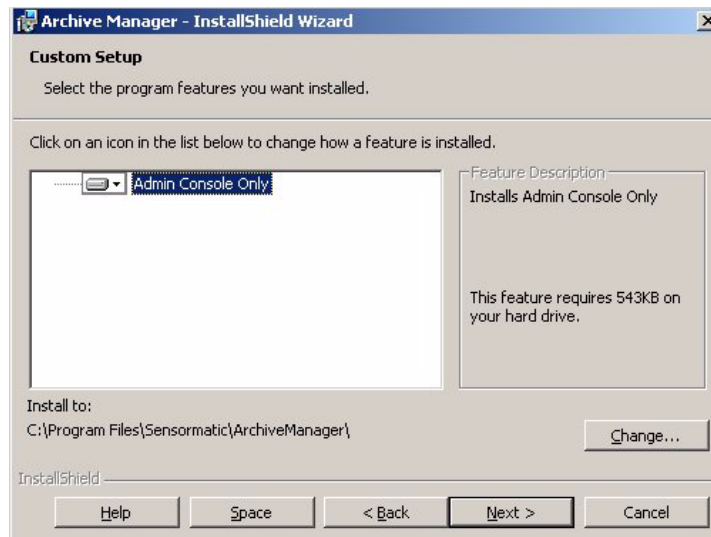 Archive Manager - InstallShield Wizard
Custom Setup
Select the program features you want installed.
Click on an icon in the list below to change how a feature is installed.
Admin Console Only
Feature Description
Installs Admin Console Only
This feature requires 543KB on
your hard drive.
Install to:
C:\Program Files\Sensormatic\ArchiveManager\
Change...
InstallShield
Help
Space
< Back
Next >
Cancel